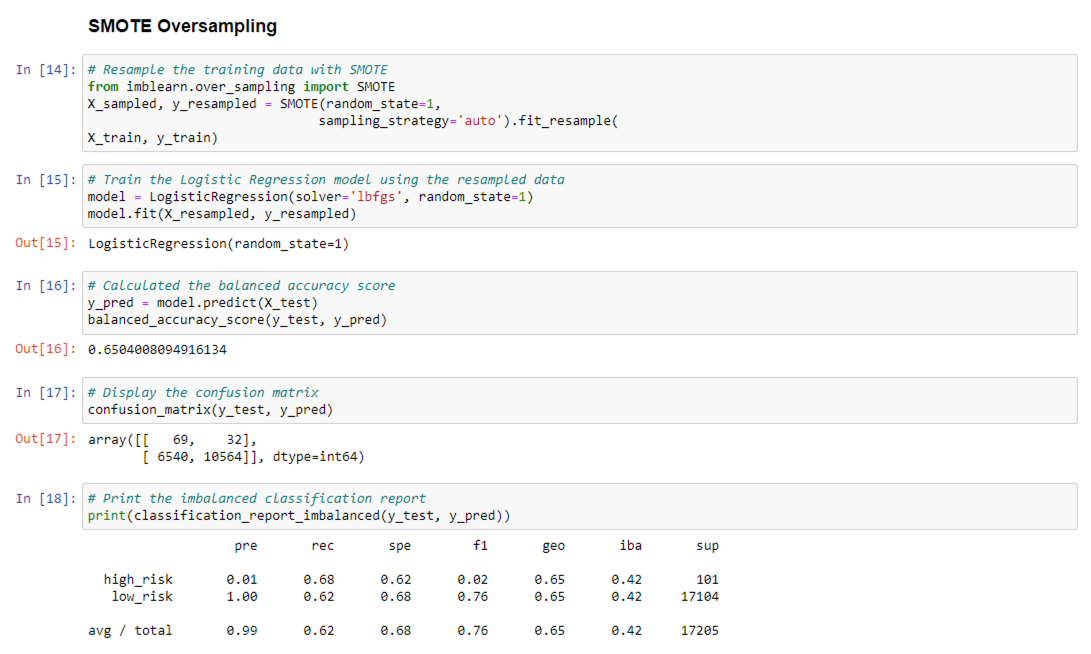 SMOTE Oversampling
In [14]: # Resample the training data with SMOTE
from imblearn.over_sampling import SMOTE
X_sampled, y_resampled = SMOTE(random_state=1,
sampling_strategy='auto').fit_resample(
X_train, y_train)
In [15]: # Train the Logistic Regression model using the resampled data
model = LogisticRegression(solver='lbfgs', random_state=1)
model.fit(X_resampled, y_resampled)
Out[15]: LogisticRegression(random_state=1)
In [16]: # Calculated the balanced accuracy score
y_pred = model.predict(X_test)
balanced_accuracy_score(y_test, y_pred)
Out[16]: 0.6504008094916134
In [17]: # Display the confusion matrix
confusion_matrix(y_test, y_pred)
Out[17]: array([[   69,    32],
[ 6540, 10564]], dtype=int64)
In [18]: # Print the imbalanced classification report
print(classification_report_imbalanced(y_test, y_pred))
pre rec spe f1 geo iba sup
high_risk 0.01 0.68 0.62 0.02 0.65 0.42 101
low_risk 1.00 0.62 0.68 0.76 0.65 0.42 17104
avg / total 0.99 0.62 0.68 0.76 0.65 0.42 17205